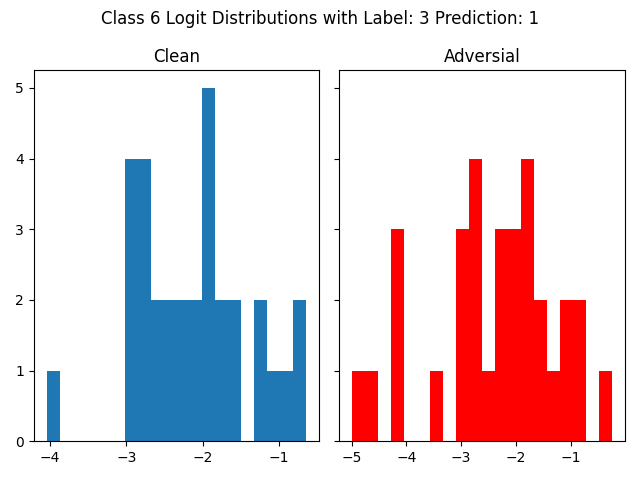 Class 6 Logit Distributions with Label: 3 Prediction: 1
Clean
Adversial
5
4
3
2
1
0
−4 −3 −2 −1
−5 −4 −3 −2 −1